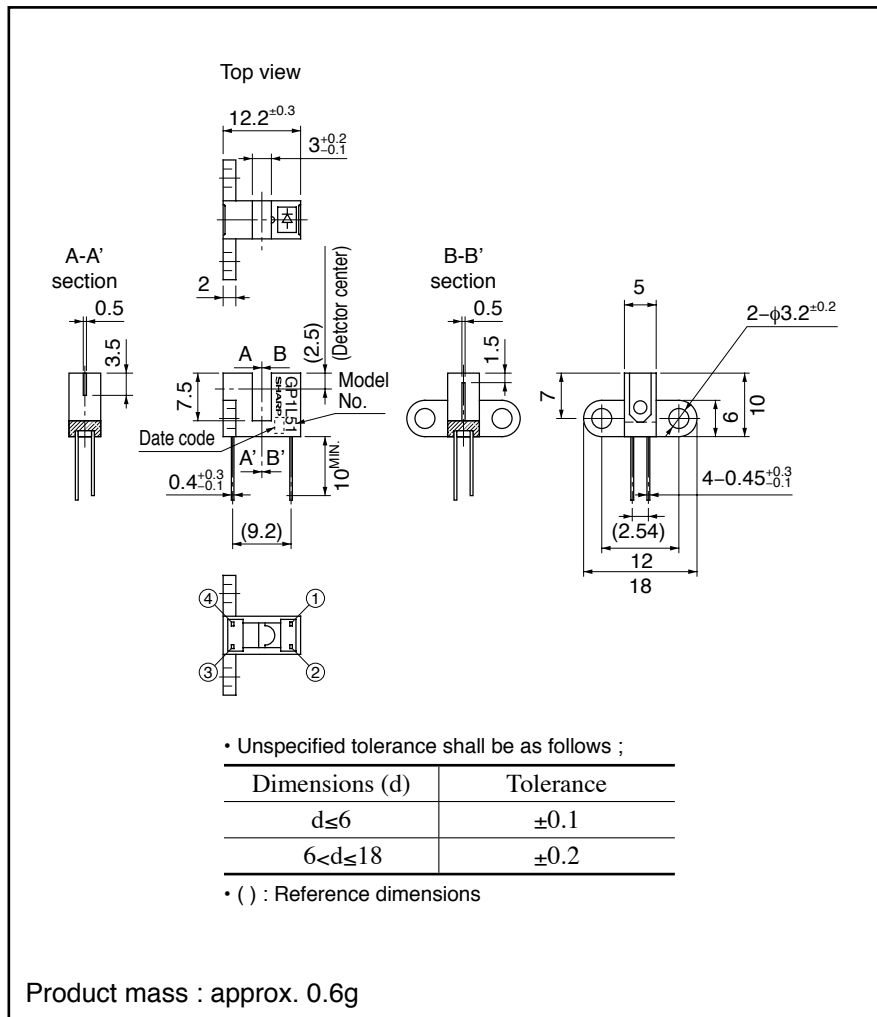 Top view
12.2±0.3
3+0.2
−0.1
A-A’
section
B-B’
section
2
0.5
3.5
7.5
A B
A’ B’
(2.5)
(Detctor center)
SHARP
GP1L51
Model
No.
Date code
0.4+0.3
−0.1
10MIN.
(9.2)
0.5
1.5
5
2−φ3.2±0.2
7
6
10
4−0.45+0.3
−0.1
(2.54)
12
18
④ ①
③ ②
• Unspecified tolerance shall be as follows ;
Dimensions (d) Tolerance
d≤6 ±0.1
6<d≤18 ±0.2
• ( ) : Reference dimensions
Product mass : approx. 0.6g